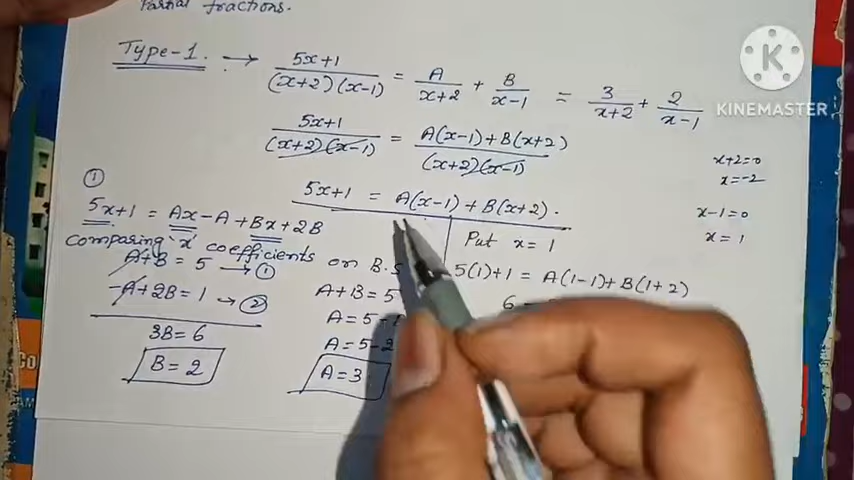 Partial fractions.
Type-1. → 5x+1/(x+2)(x-1) = A/x+2 + B/x-1 = 3/x+2 + 2/x-1
5x+1/(x+2)(x-1) = A(x-1)+B(x+2)/(x+2)(x-1)
5x+1 = A(x-1)+B(x+2).
x+2=0
x=-2
x-1=0
x=1
①
5x+1 = Ax-A+Bx+2B
comparing 'x' coefficients on B.S
A+B = 5 → ①
-A+2B = 1 → ②
3B = 6
B = 2
A+B = 5
A = 5-
A = 5-2
A = 3
Put x = 1
5(1)+1 = A(1-1)+B(1+2)
6
KINEMASTER